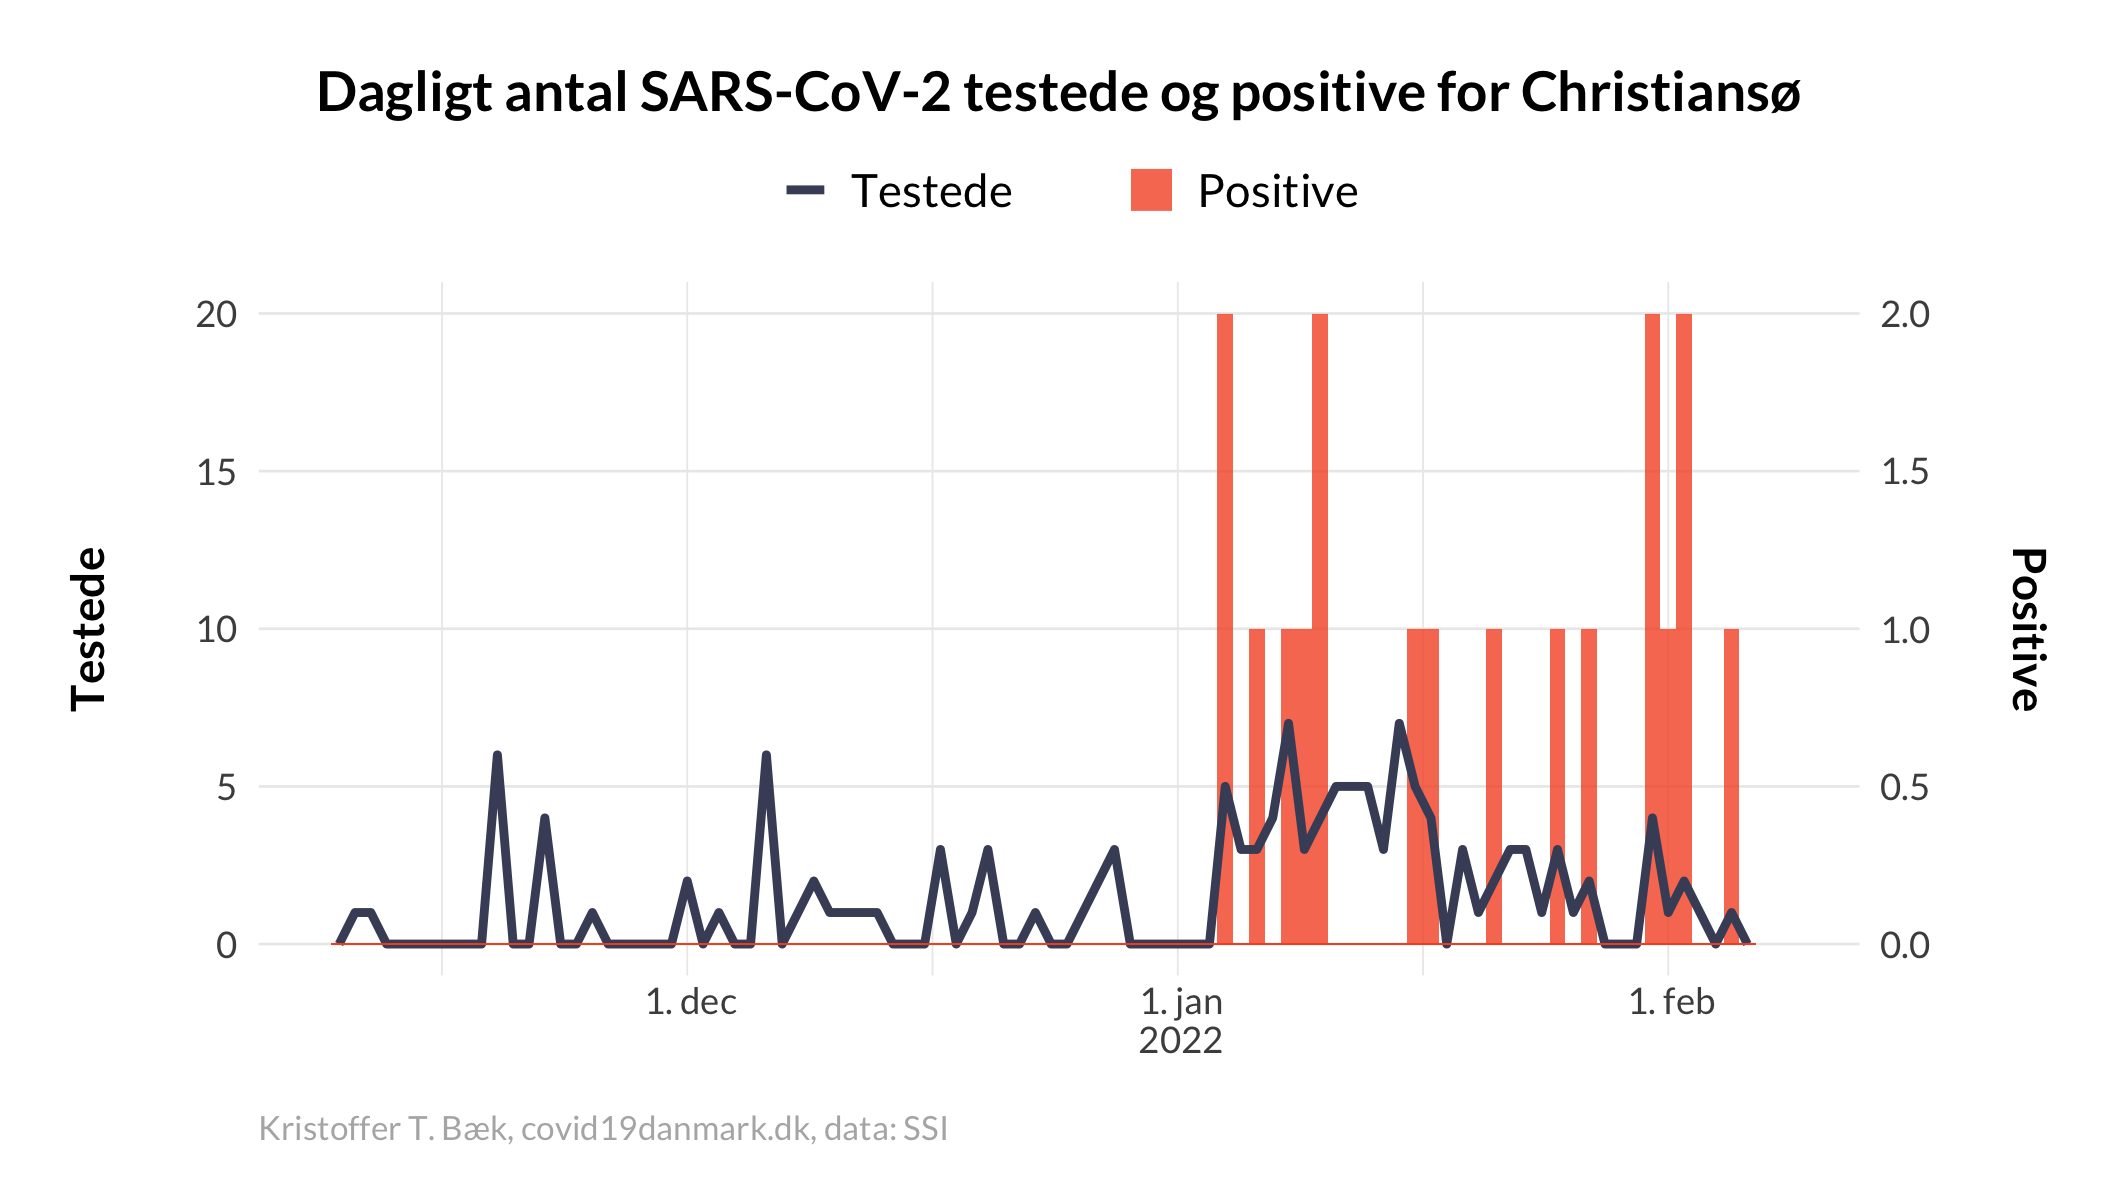 Dagligt antal SARS-CoV-2 testede og positive for Christiansø
Testede
Positive
20
15
10
5
0
2.0
1.5
1.0
0.5
0.0
Testede
Positive
1. dec
1. jan
2022
1. feb
Kristoffer T. Bæk, covid19danmark.dk, data: SSI